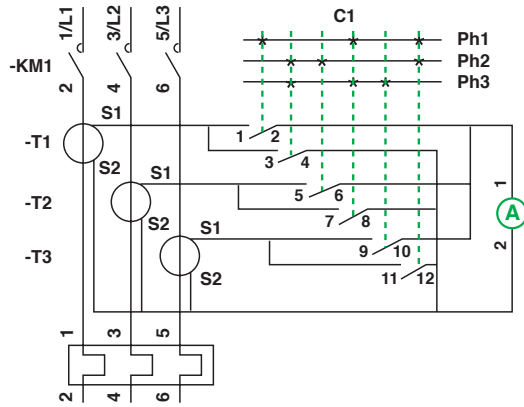 1/L1 3/L2 5/L3 C1
Ph1
-KM1 Ph2
2 4 6 Ph3
S1
-T1 1 2 
3 4
S2 S1 1
-T2 5 6 A
S2 7 8
S1 2
-T3 9 10
S2 11 12
1 3 5
2 4 6